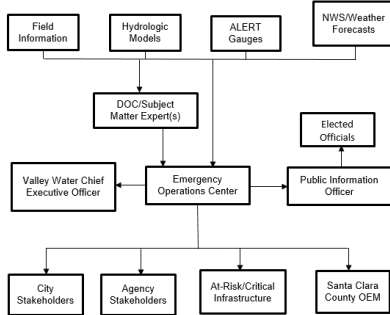 Field
Information
Hydrologic
Models
ALERT
Gauges
NWS/Weather
Forecasts
DOC/Subject
Matter Expert(s)
Elected
Officials
Valley Water Chief
Executive Officer
Emergency
Operations Center
Public Information
Officer
City
Stakeholders
Agency
Stakeholders
At-Risk/Critical
Infrastructure
Santa Clara
County OEM